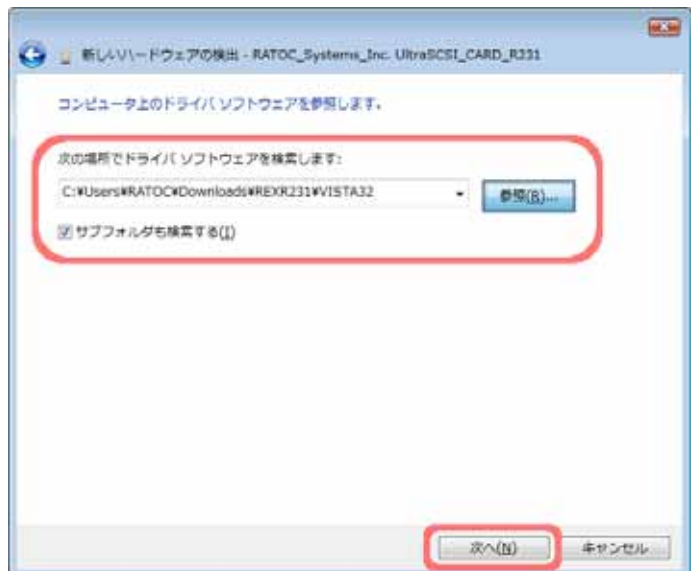 新しいハードウェアの検出 - RATOC_Systems_Inc. UltraSCSI_CARD_R231
コンピュータ上のドライバ ソフトウェアを参照します。
次の場所でドライバ ソフトウェアを検索します:
C:¥Users¥RATOC¥Downloads¥REXR231¥VISTA32
参照(R)...
サブフォルダも検索する(I)
次へ(N)
キャンセル